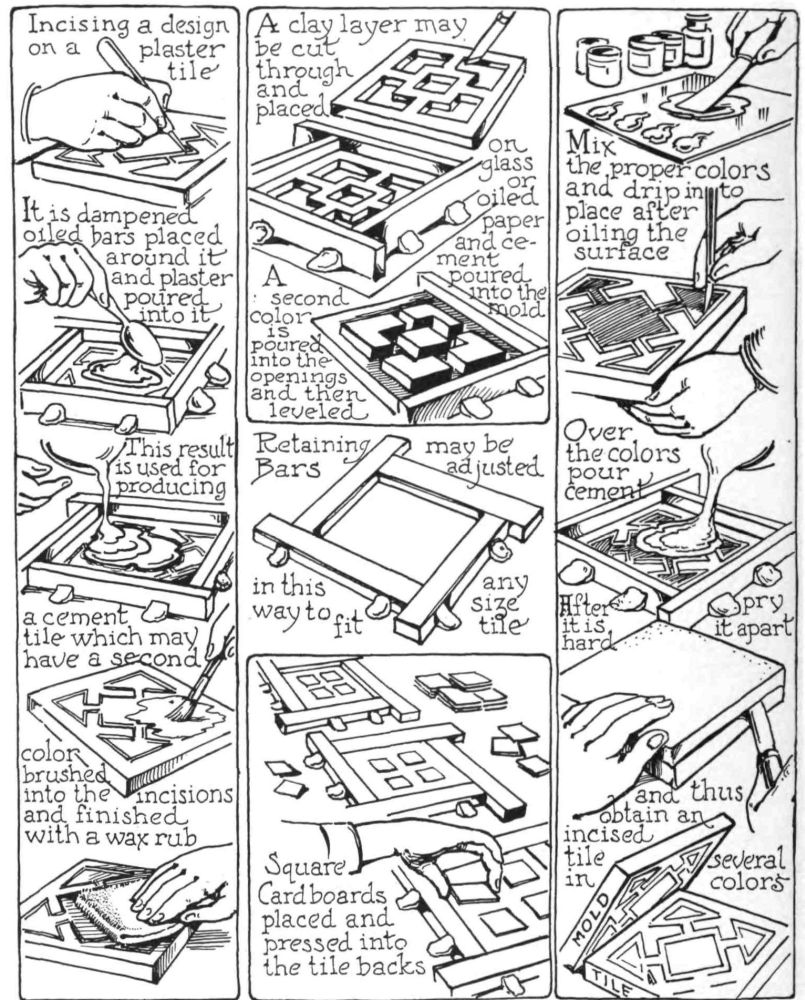 Incising a design
on a plaster
tile
It is dampened
oiled bars placed
around it
and plaster
poured
into it
This result
is used for
producing
a cement
tile which may
have a second
color
brushed
into the incisions
and finished
with a wax rub
A clay layer may
be cut
through
and
placed
on
glass
or
oiled
paper
and ce-
ment
poured
into the
mold
A
second
color
is
poured
into the
openings
and then
leveled
Retaining may be
Bars adjusted
in this any
way to size
fit tile
Square
Cardboards
placed and
pressed into
the tile backs
Mix
the proper colors
and drip in to
place after
oiling the
surface
Over
the colors
pour
cement
After pry
it is it apart
hard
and thus
obtain an
incised
tile several
in colors
MOLD
TILE